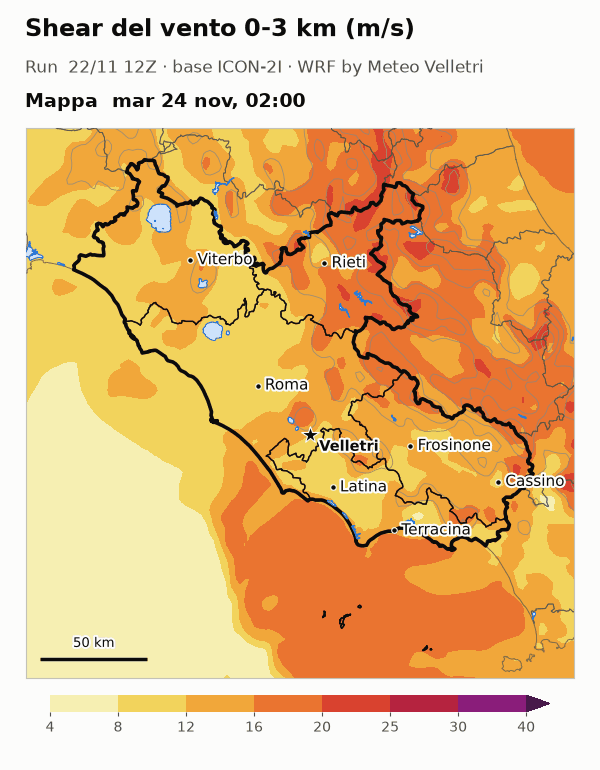 Shear del vento 0-3 km (m/s)
Run  22/11 12Z · base ICON-2I · WRF by Meteo Velletri
Mappa  mar 24 nov, 02:00
Viterbo
Rieti
Roma
Velletri
Frosinone
Cassino
Latina
Terracina
50 km
4 8 12 16 20 25 30 40